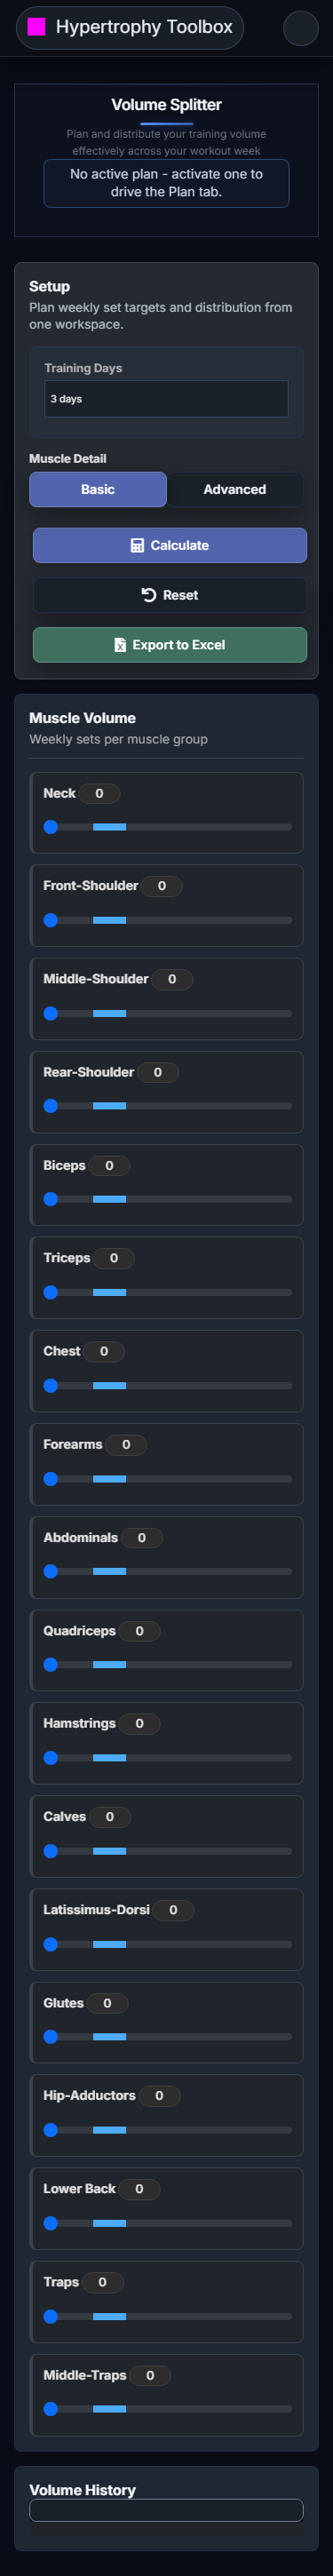 Hypertrophy Toolbox
Volume Splitter
Plan and distribute your training volume
effectively across your workout week
No active plan - activate one to
drive the Plan tab.
Setup
Plan weekly set targets and distribution from
one workspace.
Training Days
3 days
Muscle Detail
Basic
Advanced
Calculate
Reset
Export to Excel
Muscle Volume
Weekly sets per muscle group
Neck 0
Front-Shoulder 0
Middle-Shoulder 0
Rear-Shoulder 0
Biceps 0
Triceps 0
Chest 0
Forearms 0
Abdominals 0
Quadriceps 0
Hamstrings 0
Calves 0
Latissimus-Dorsi 0
Glutes 0
Hip-Adductors 0
Lower Back 0
Traps 0
Middle-Traps 0
Volume History